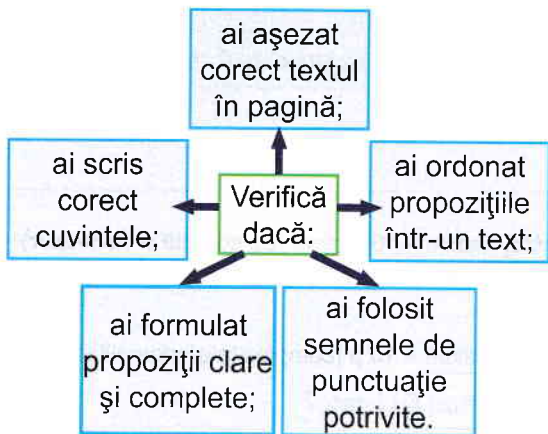 ai aşezat
corect textul
în pagină;
ai scris
corect
cuvintele;
Verifică
dacă:
ai ordonat
propoziţiile
într-un text;
ai formulat
propoziţii clare
şi complete;
ai folosit
semnele de
punctuaţie
potrivite.